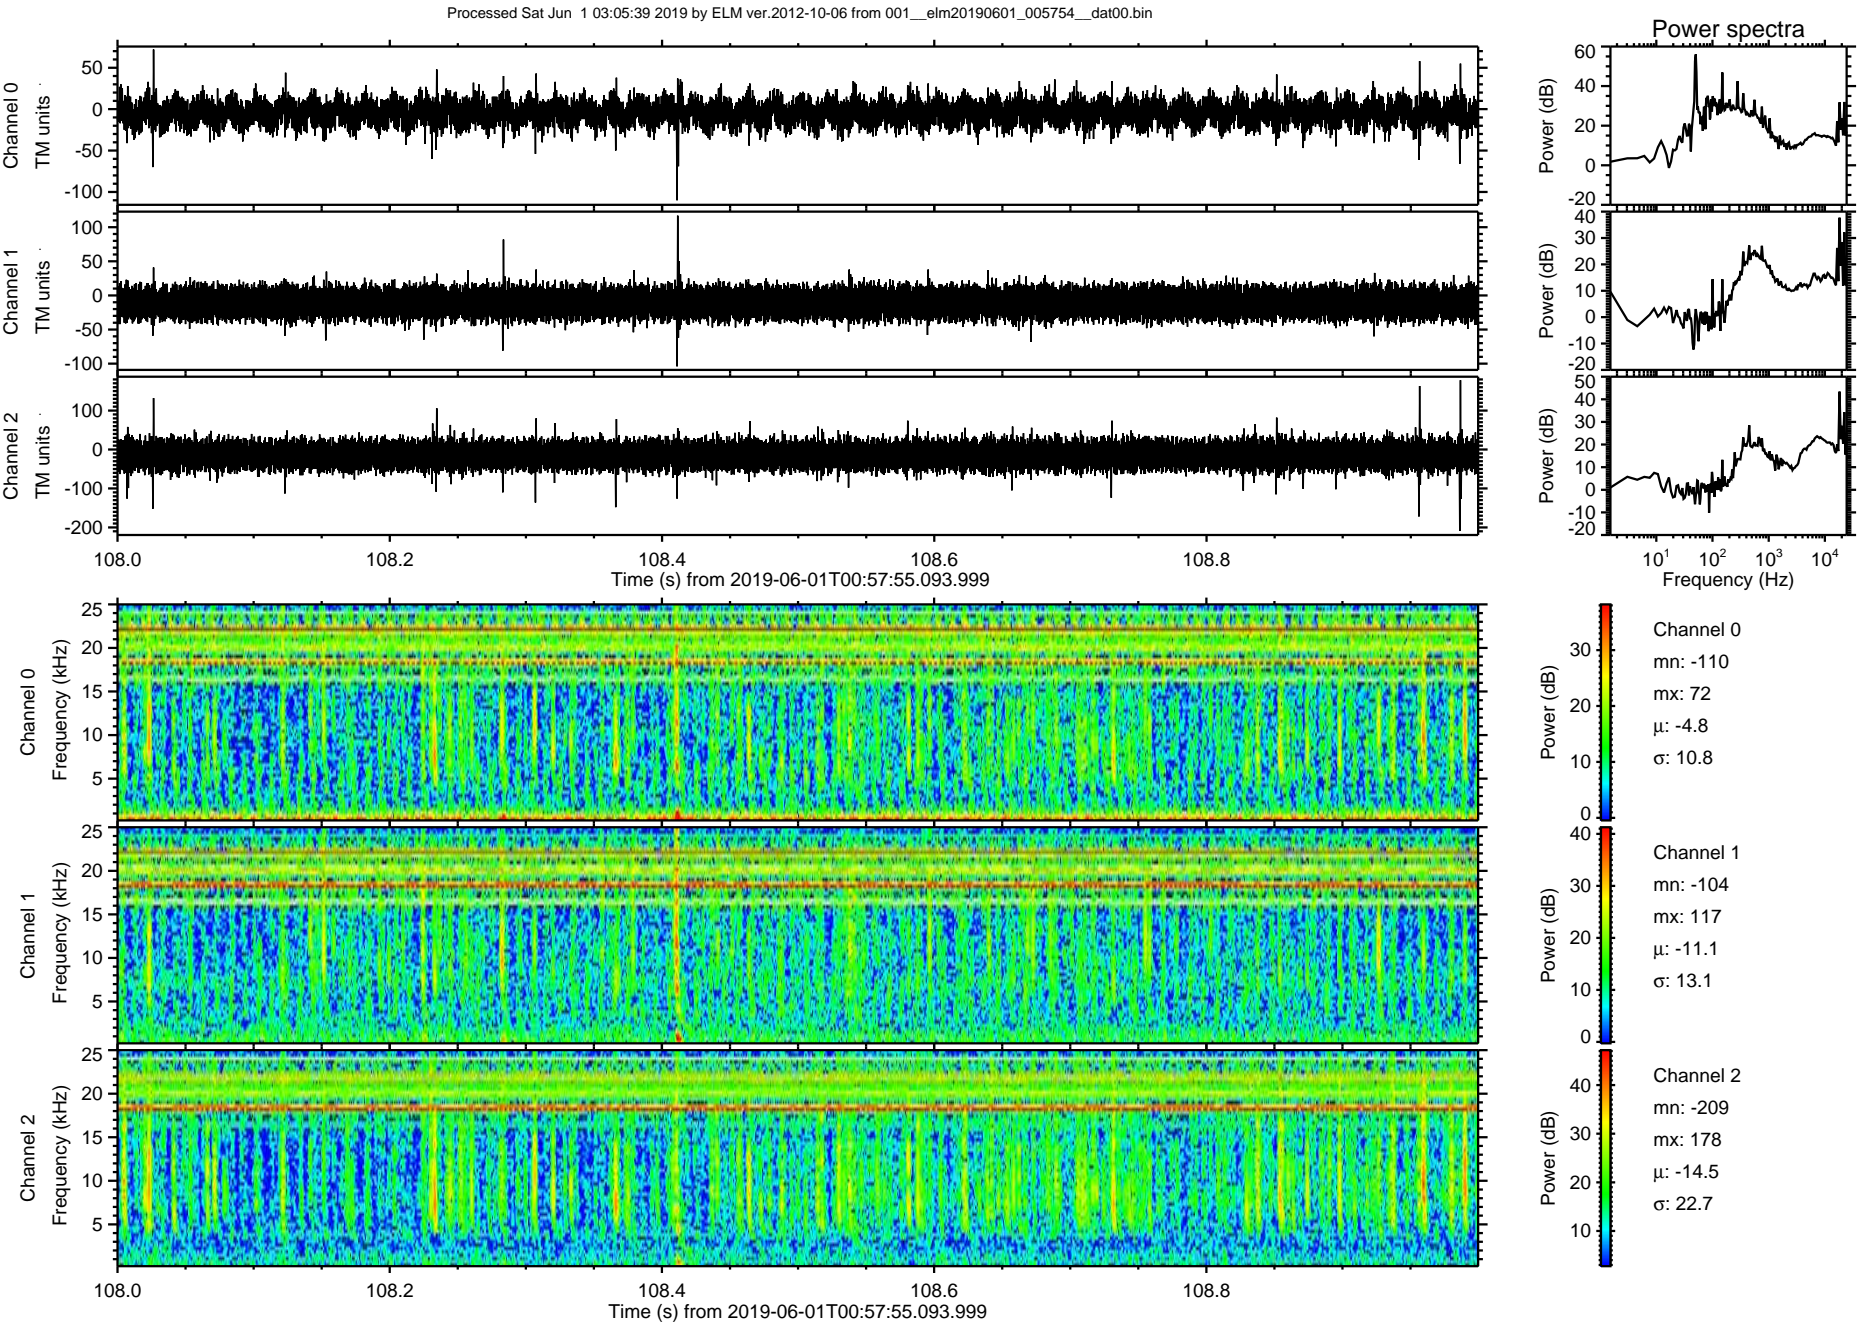 Processed Sat Jun 1 03:05:39 2019 by ELM ver.2012-10-06 from 001__elm20190601_005754__dat00.bin
Power spectra
Channel 0
TM units
50
0
-50
-100
Power (dB)
60
40
20
0
-20
Channel 1
TM units
100
50
0
-50
-100
Power (dB)
40
30
20
10
0
-10
-20
Channel 2
TM units
100
0
-100
-200
Power (dB)
50
40
30
20
10
0
-10
-20
108.0 108.2 108.4 108.6 108.8
Time (s) from 2019-06-01T00:57:55.093.999
10¹ 10² 10³ 10⁴
Frequency (Hz)
Channel 0
Frequency (kHz)
25
20
15
10
5
Power (dB)
30
20
10
0
Channel 0
mn: -110
mx: 72
µ: -4.8
σ: 10.8
Channel 1
Frequency (kHz)
25
20
15
10
5
Power (dB)
40
30
20
10
0
Channel 1
mn: -104
mx: 117
µ: -11.1
σ: 13.1
Channel 2
Frequency (kHz)
25
20
15
10
5
Power (dB)
40
30
20
10
Channel 2
mn: -209
mx: 178
µ: -14.5
σ: 22.7
108.0 108.2 108.4 108.6 108.8
Time (s) from 2019-06-01T00:57:55.093.999